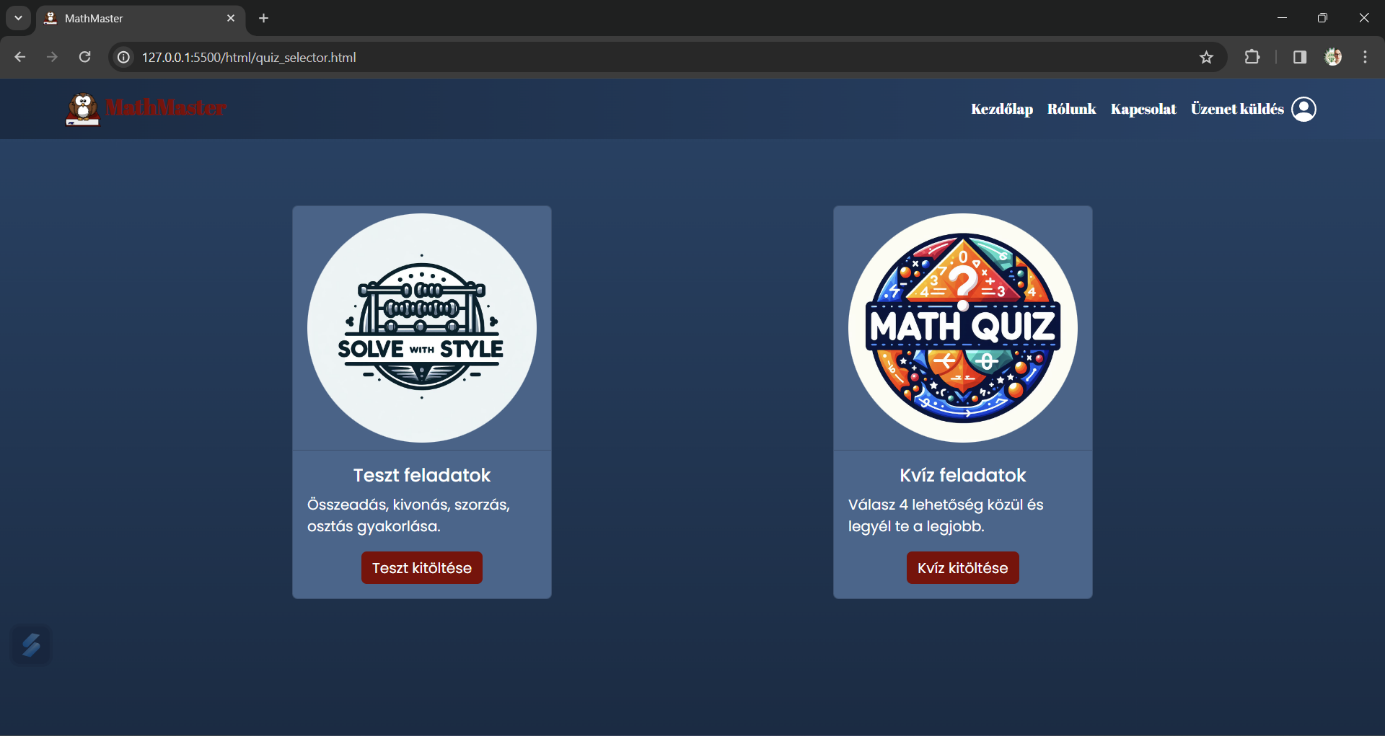 MathMaster
127.0.0.1:5500/html/quiz_selector.html
MathMaster
Kezdőlap Rólunk Kapcsolat Üzenet küldés
SOLVE WITH STYLE
MATH QUIZ
Teszt feladatok
Összeadás, kivonás, szorzás,
osztás gyakorlása.
Teszt kitöltése
Kvíz feladatok
Válasz 4 lehetőség közül és
legyél te a legjobb.
Kvíz kitöltése